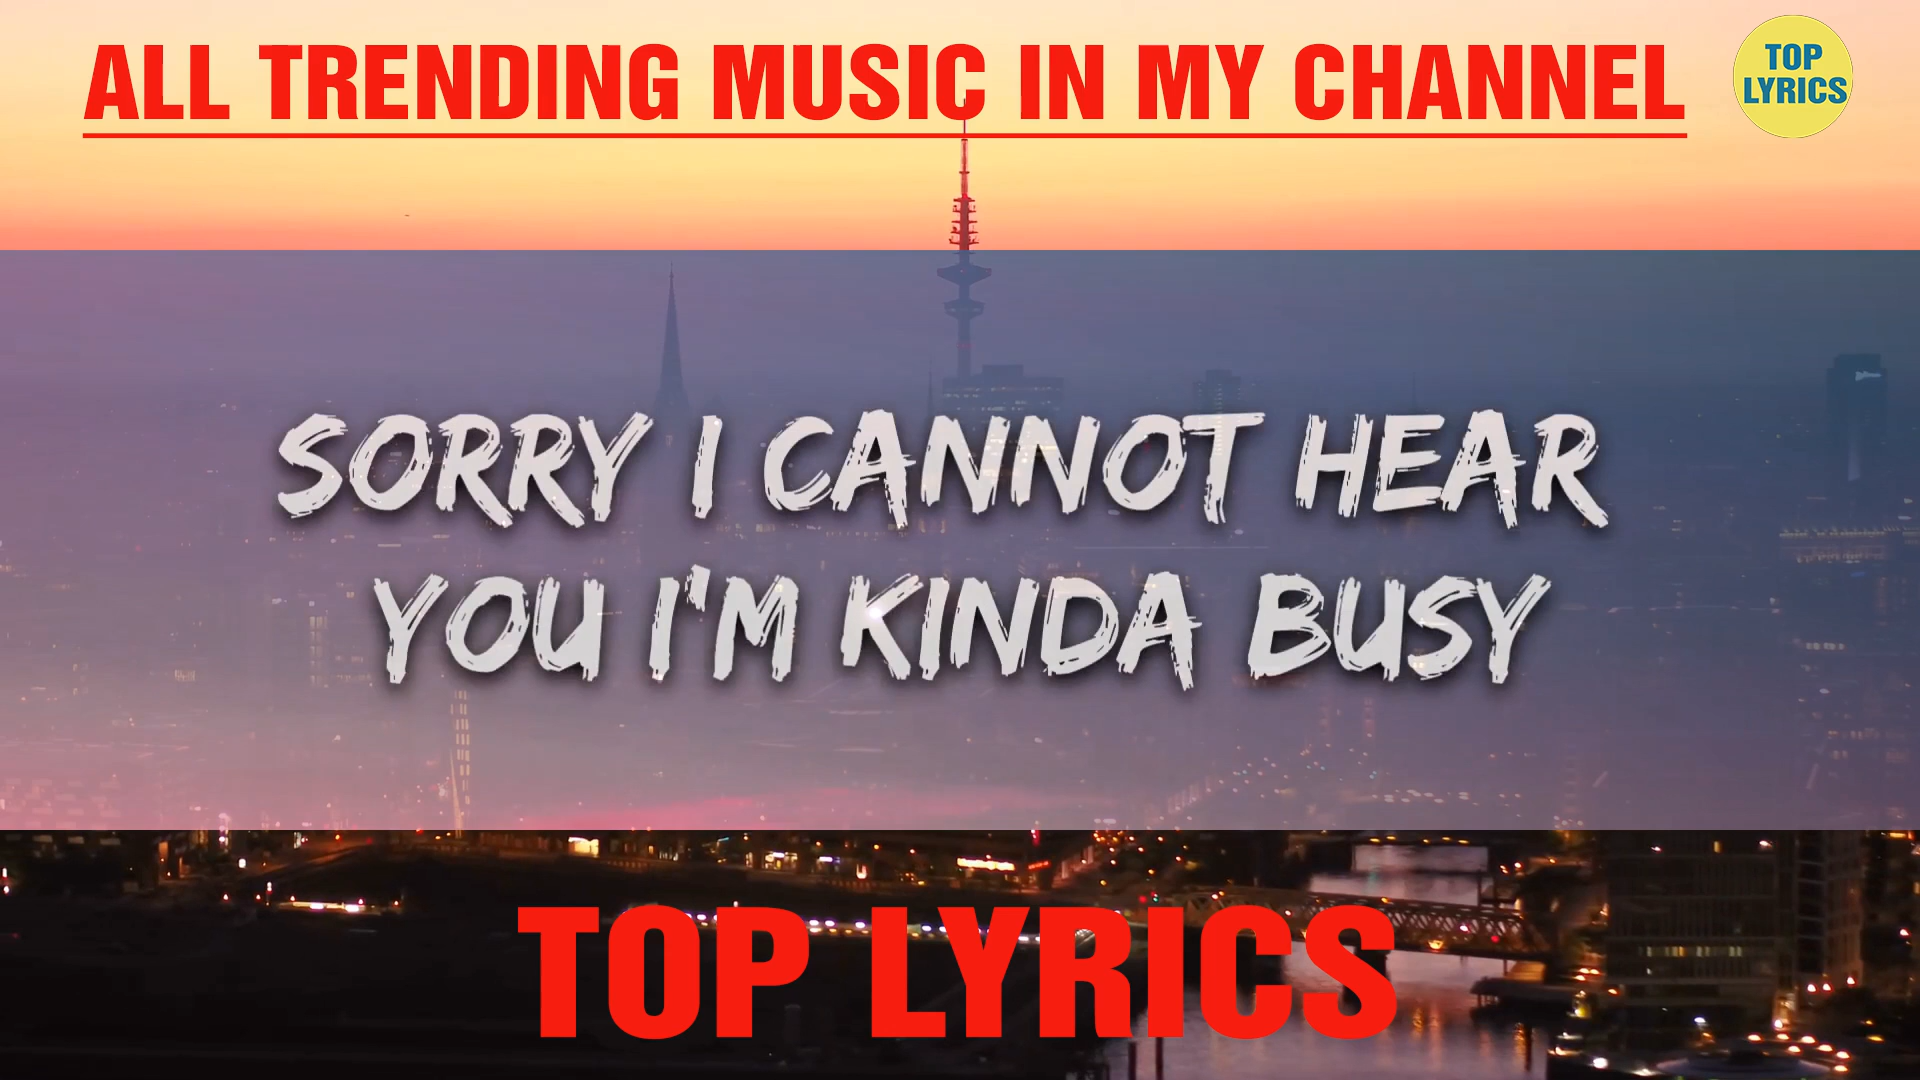 ALL TRENDING MUSIC IN MY CHANNEL
TOP
LYRICS
SORRY I CANNOT HEAR
YOU I'M KINDA BUSY
TOP LYRICS